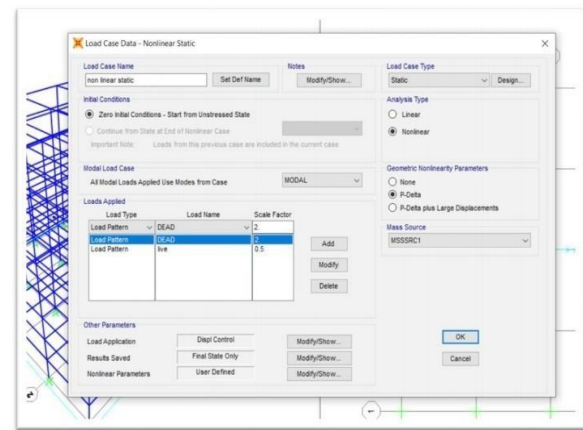 Load Case Data - Nonlinear Static
Load Case Name
non linear static
Set Def Name
Notes
Modify/Show...
Load Case Type
Static
Design...
Initial Conditions
Zero Initial Conditions - Start from Unstressed State
Continue from State at End of Nonlinear Case
Important Note: Loads from this previous case are included in the current case
Analysis Type
Linear
Nonlinear
Modal Load Case
All Modal Loads Applied Use Modes from Case
MODAL
Geometric Nonlinearity Parameters
None
P-Delta
P-Delta plus Large Displacements
Loads Applied
Load Type Load Name Scale Factor
Load Pattern DEAD 2.
Load Pattern DEAD 2.
Load Pattern live 0.5
Add
Modify
Delete
Mass Source
MSSSRC1
Other Parameters
Load Application Displ Control Modify/Show...
Results Saved Final State Only Modify/Show...
Nonlinear Parameters User Defined Modify/Show...
OK
Cancel